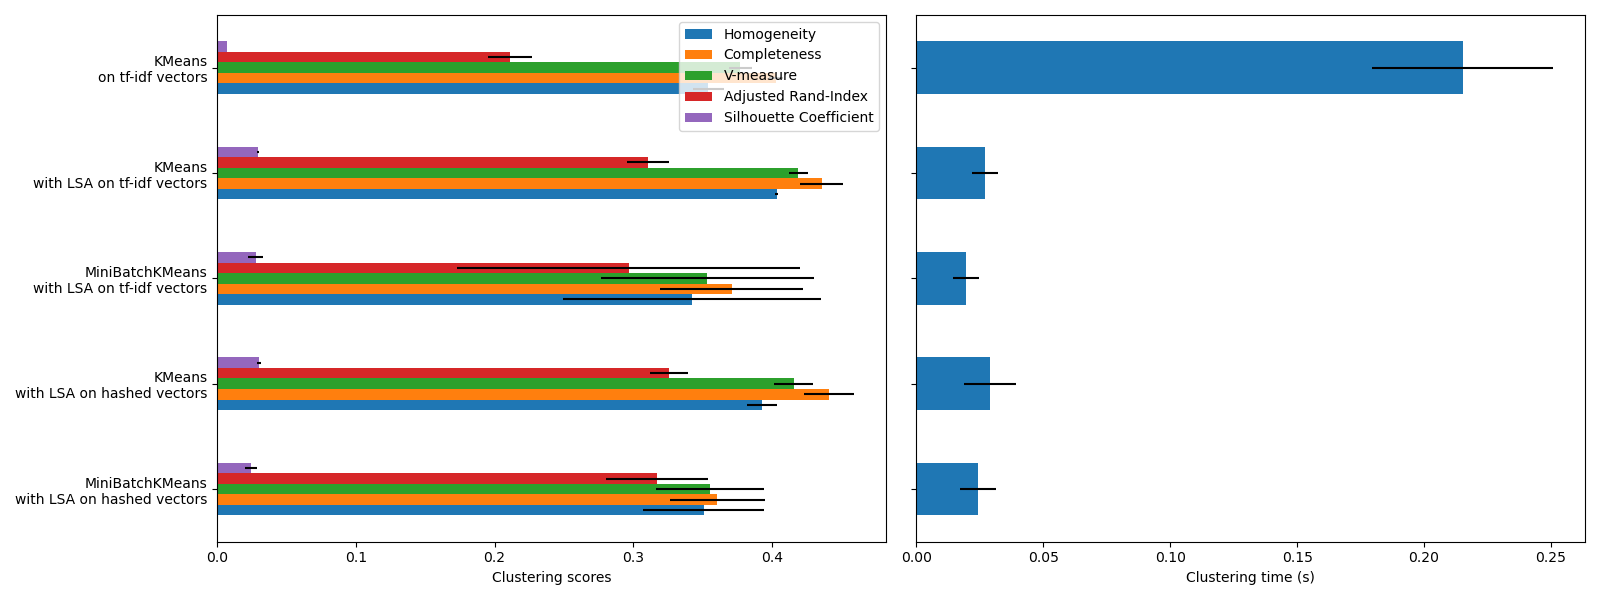 KMeans
on tf-idf vectors
KMeans
with LSA on tf-idf vectors
MiniBatchKMeans
with LSA on tf-idf vectors
KMeans
with LSA on hashed vectors
MiniBatchKMeans
with LSA on hashed vectors
Homogeneity
Completeness
V-measure
Adjusted Rand-Index
Silhouette Coefficient
0.0 0.1 0.2 0.3 0.4
Clustering scores
0.00 0.05 0.10 0.15 0.20 0.25
Clustering time (s)